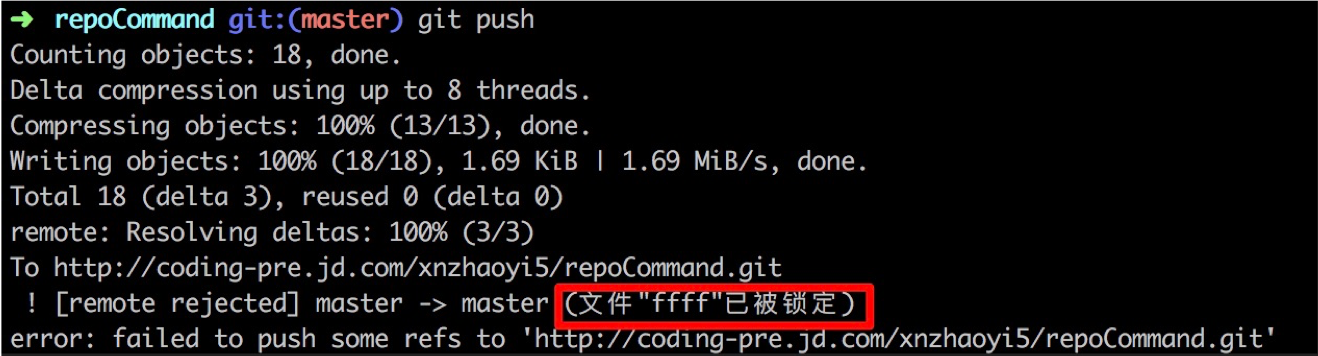 ➜ repoCommand git:(master) git push
Counting objects: 18, done.
Delta compression using up to 8 threads.
Compressing objects: 100% (13/13), done.
Writing objects: 100% (18/18), 1.69 KiB | 1.69 MiB/s, done.
Total 18 (delta 3), reused 0 (delta 0)
remote: Resolving deltas: 100% (3/3)
To http://coding-pre.jd.com/xnzhaoyi5/repoCommand.git
! [remote rejected] master -> master (文件"ffff"已被锁定)
error: failed to push some refs to 'http://coding-pre.jd.com/xnzhaoyi5/repoCommand.git'